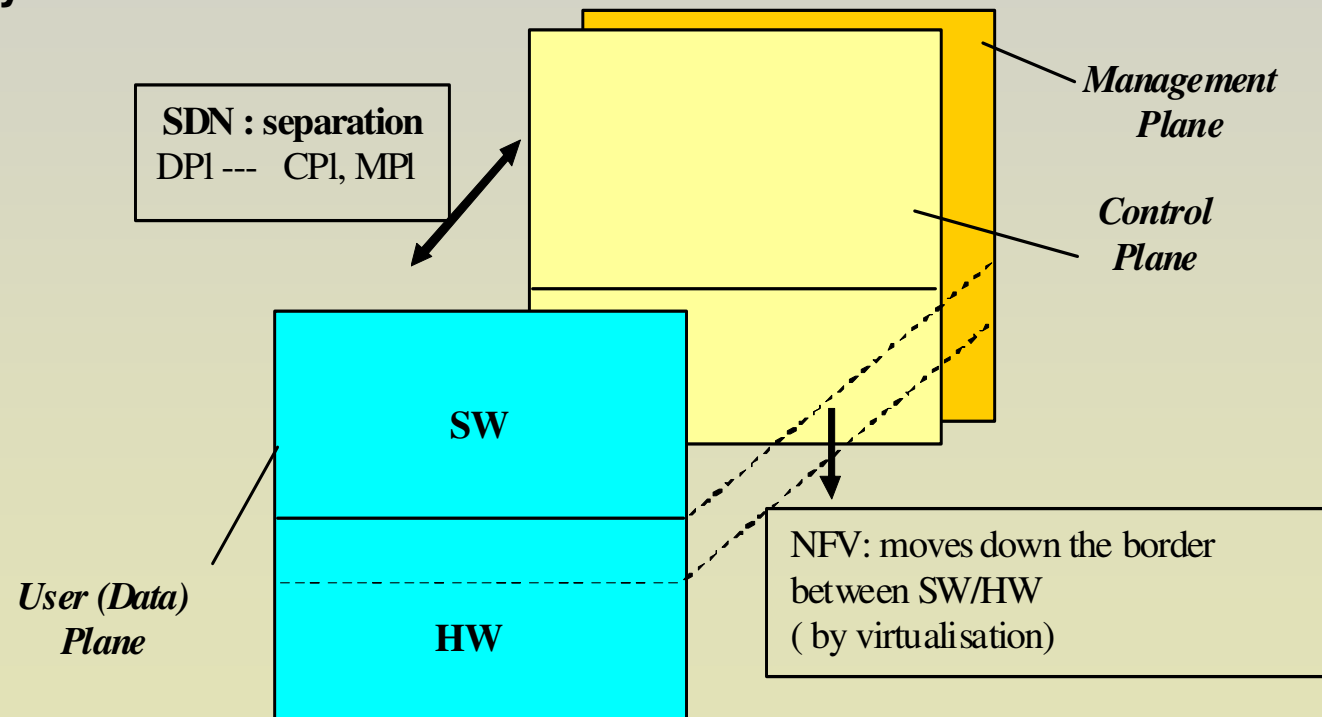 SDN : separation
DPl --- CPl, MPl
Management
Plane
Control
Plane
SW
User (Data)
Plane
HW
NFV: moves down the border
between SW/HW
( by virtualisation)